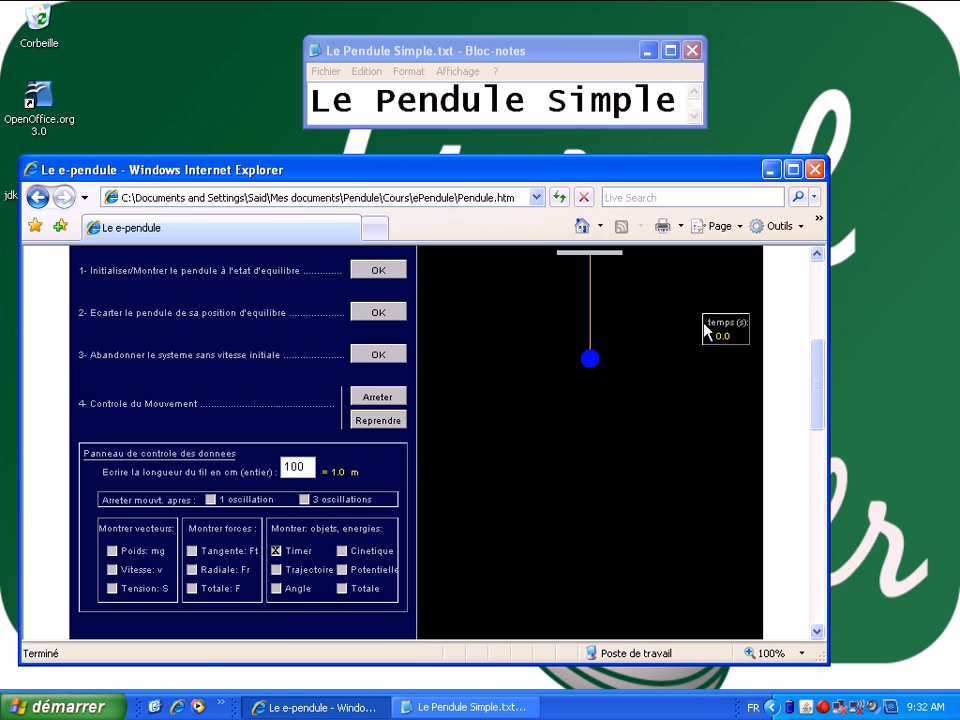 Corbeille
OpenOffice.org
3.0
jdk
Le Pendule Simple.txt - Bloc-notes
Fichier Edition Format Affichage ?
Le Pendule Simple
Le e-pendule - Windows Internet Explorer
C:\Documents and Settings\Said\Mes documents\Pendule\Cours\ePendule\Pendule.htm
Live Search
Le e-pendule
Page
Outils
1- Initialiser/Montrer le pendule à l'etat d'equilibre ............. OK
2- Ecarter le pendule de sa position d'equilibre .................... OK
3- Abandonner le systeme sans vitesse initiale ..................... OK
4- Controle du Mouvement ............................................. Arreter
Reprendre
temps (s):
0.0
Panneau de controle des donnees
Ecrire la longueur du fil en cm (entier) : 100 = 1.0 m
Arreter mouvt. apres : 1 oscillation 3 oscillations
Montrer vecteurs: Montrer forces : Montrer: objets, energies:
Poids: mg Tangente: Ft Timer Cinetique
Vitesse: v Radiale: Fr Trajectoire Potentielle
Tension: S Totale: F Angle Totale
Terminé
Poste de travail
100%
démarrer
Le e-pendule - Windo...
Le Pendule Simple.txt...
FR
9:32 AM